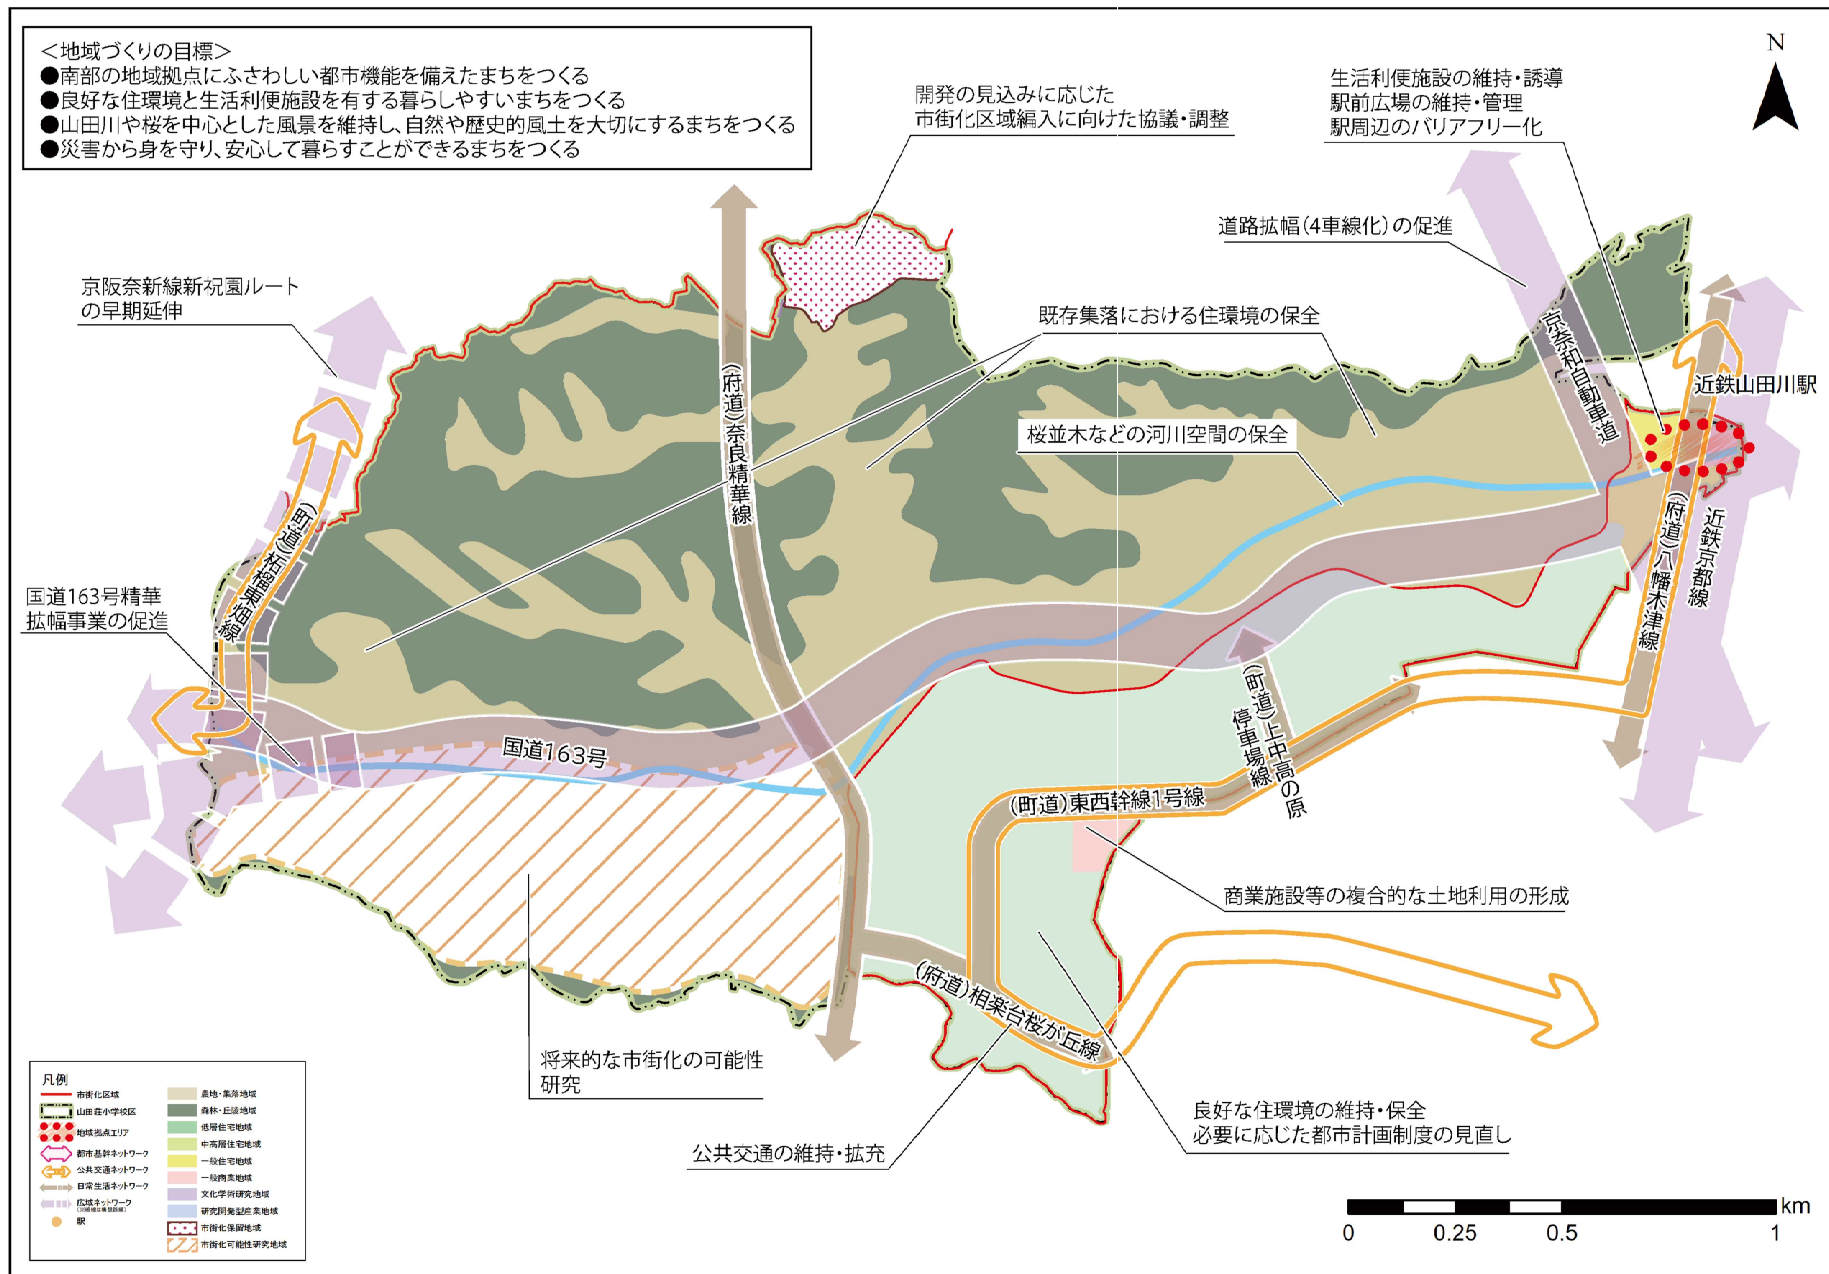 ＜地域づくりの目標＞
●南部の地域拠点にふさわしい都市機能を備えたまちをつくる
●良好な住環境と生活利便施設を有する暮らしやすいまちをつくる
●山田川や桜を中心とした風景を維持し、自然や歴史的風土を大切にするまちをつくる
●災害から身を守り、安心して暮らすことができるまちをつくる
開発の見込みに応じた
市街化区域編入に向けた協議・調整
生活利便施設の維持・誘導
駅前広場の維持・管理
駅周辺のバリアフリー化
N
道路拡幅（4車線化）の促進
京阪奈新線新祝園ルート
の早期延伸
既存集落における住環境の保全
京奈和自動車道
近鉄山田川駅
(府道)奈良精華線
桜並木などの河川空間の保全
(町道)柘榴東畑線
(府道)八幡木津線
近鉄京都線
国道163号精華
拡幅事業の促進
国道163号
(町道)上中高の原
停車場線
(町道)東西幹線1号線
商業施設等の複合的な土地利用の形成
(府道)相楽台桜が丘線
将来的な市街化の可能性
研究
良好な住環境の維持・保全
必要に応じた都市計画制度の見直し
公共交通の維持・拡充
凡例
市街化区域
山田荘小学校区
地域拠点エリア
都市基幹ネットワーク
公共交通ネットワーク
日常生活ネットワーク
広域ネットワーク
駅
農地・集落地域
森林・丘陵地域
低層住宅地域
中高層住宅地域
一般住宅地域
一般商業地域
文化学術研究地域
研究開発型産業地域
市街化保留地域
市街化可能性研究地域
km
0 0.25 0.5 1